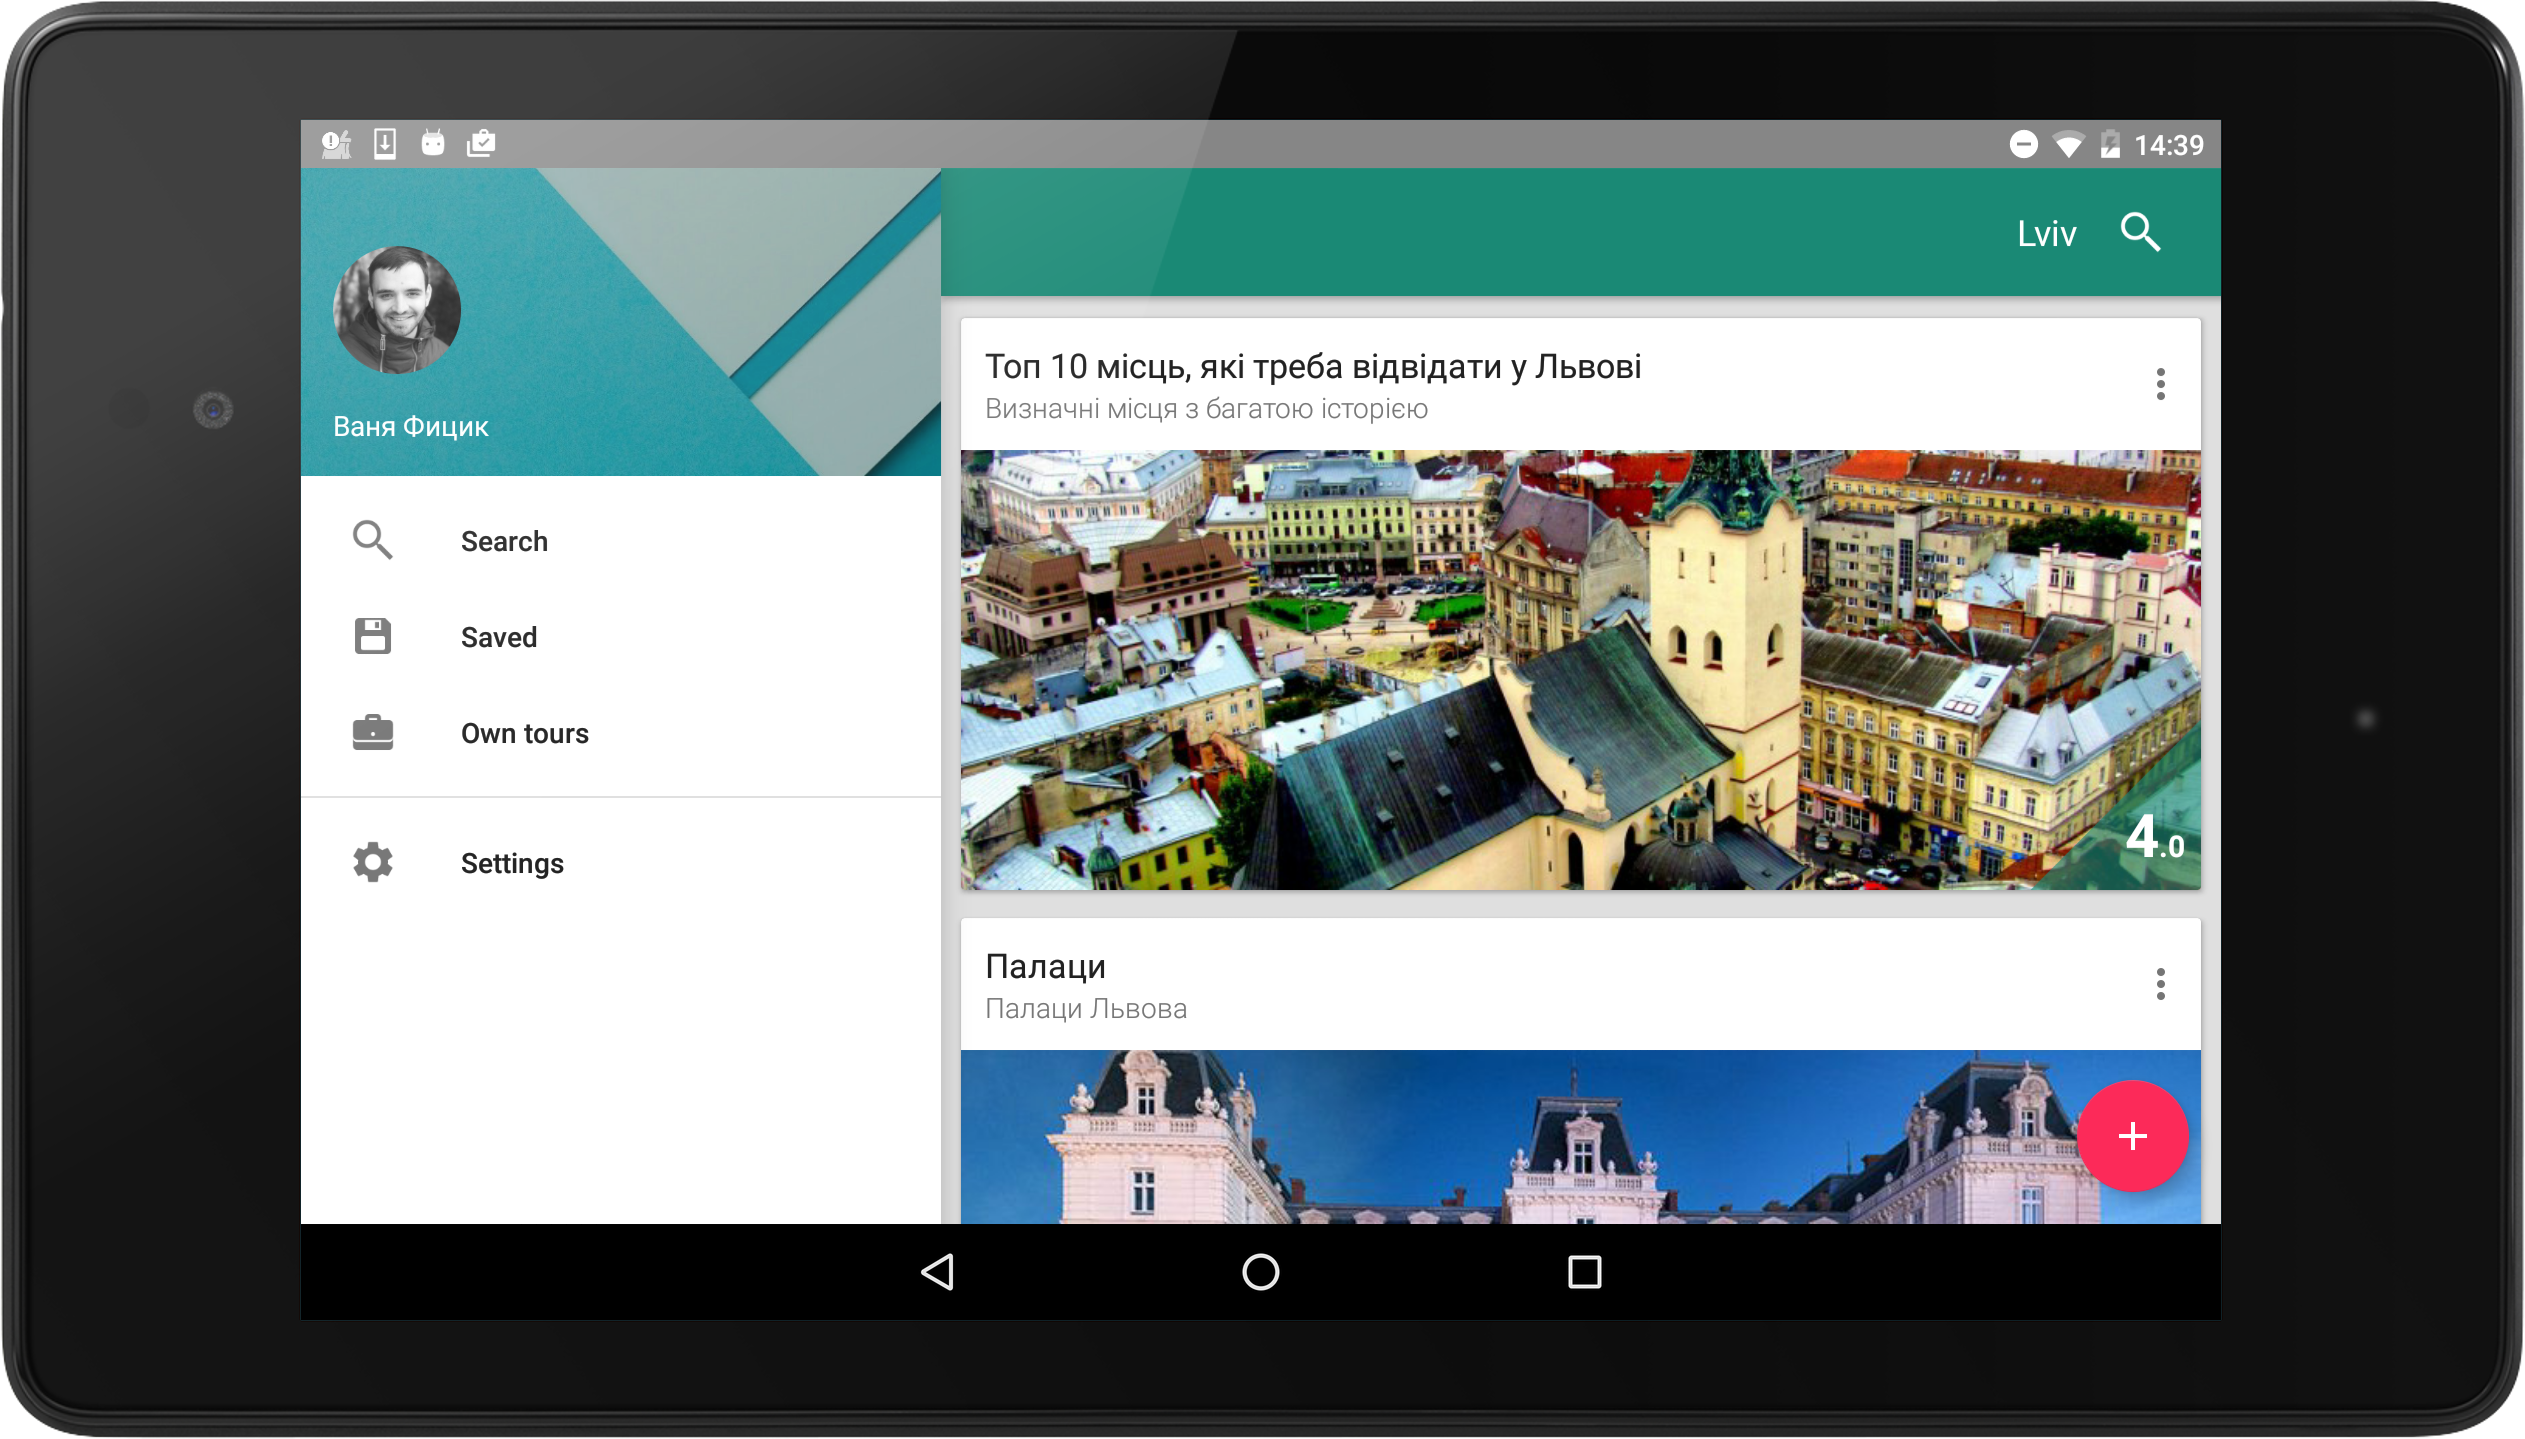 14:39
Lviv
Ваня Фицик
Search
Saved
Own tours
Settings
Топ 10 місць, які треба відвідати у Львові
Визначні місця з багатою історією
4.0
Палаци
Палаци Львова